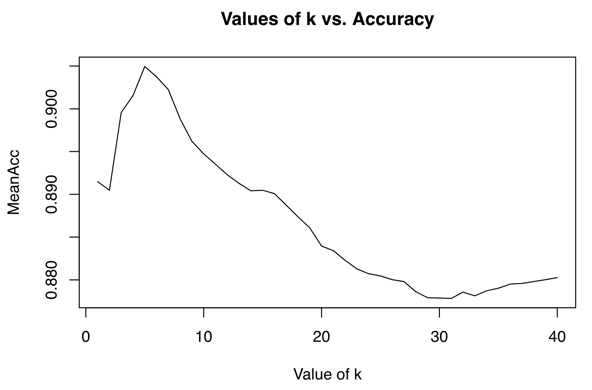 Values of k vs. Accuracy
MeanAcc
0.900
0.890
0.880
0 10 20 30 40
Value of k